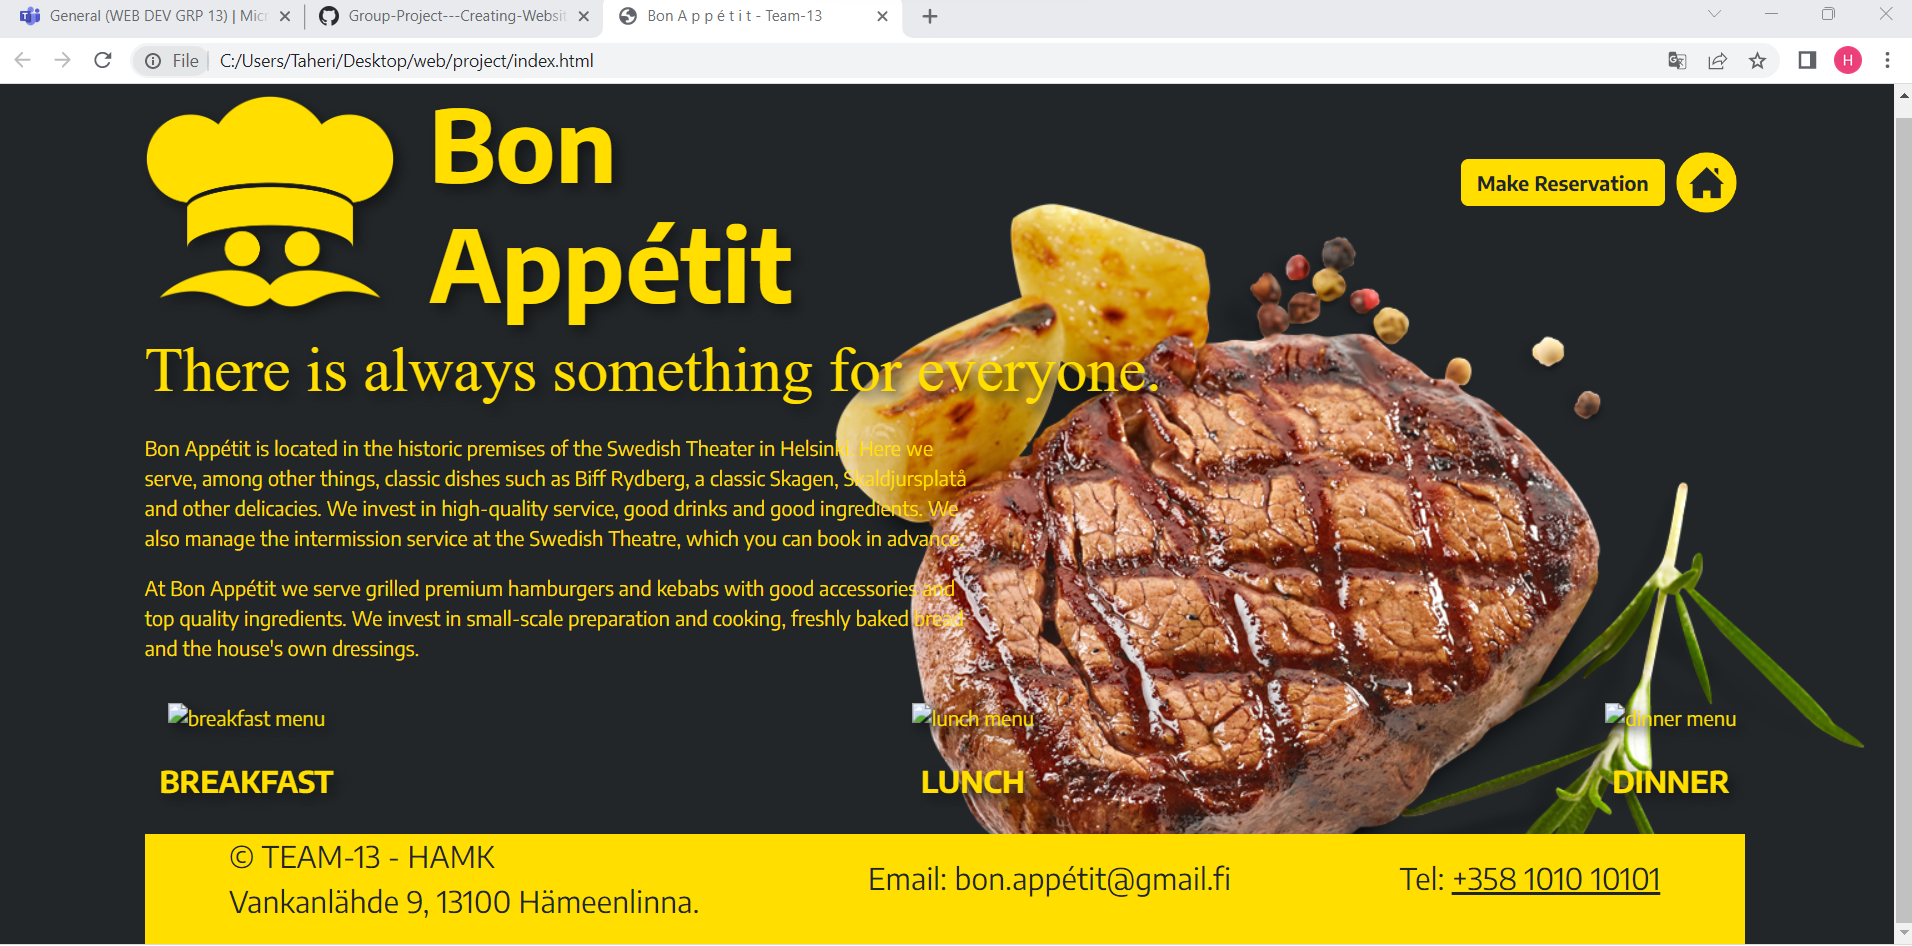 General (WEB DEV GRP 13) | Mic
Group-Project---Creating-Websit
Bon A p p é t i t - Team-13
File
C:/Users/Taheri/Desktop/web/project/index.html
H
Bon
Appétit
Make Reservation
There is always something for everyone.
Bon Appétit is located in the historic premises of the Swedish Theater in Helsinki. Here we
serve, among other things, classic dishes such as Biff Rydberg, a classic Skagen, Skaldjursplatå
and other delicacies. We invest in high-quality service, good drinks and good ingredients. We
also manage the intermission service at the Swedish Theatre, which you can book in advance.
At Bon Appétit we serve grilled premium hamburgers and kebabs with good accessories and
top quality ingredients. We invest in small-scale preparation and cooking, freshly baked bread
and the house's own dressings.
breakfast menu
lunch menu
dinner menu
BREAKFAST
LUNCH
DINNER
© TEAM-13 - HAMK
Vankanlähde 9, 13100 Hämeenlinna.
Email: bon.appétit@gmail.fi
Tel: +358 1010 10101